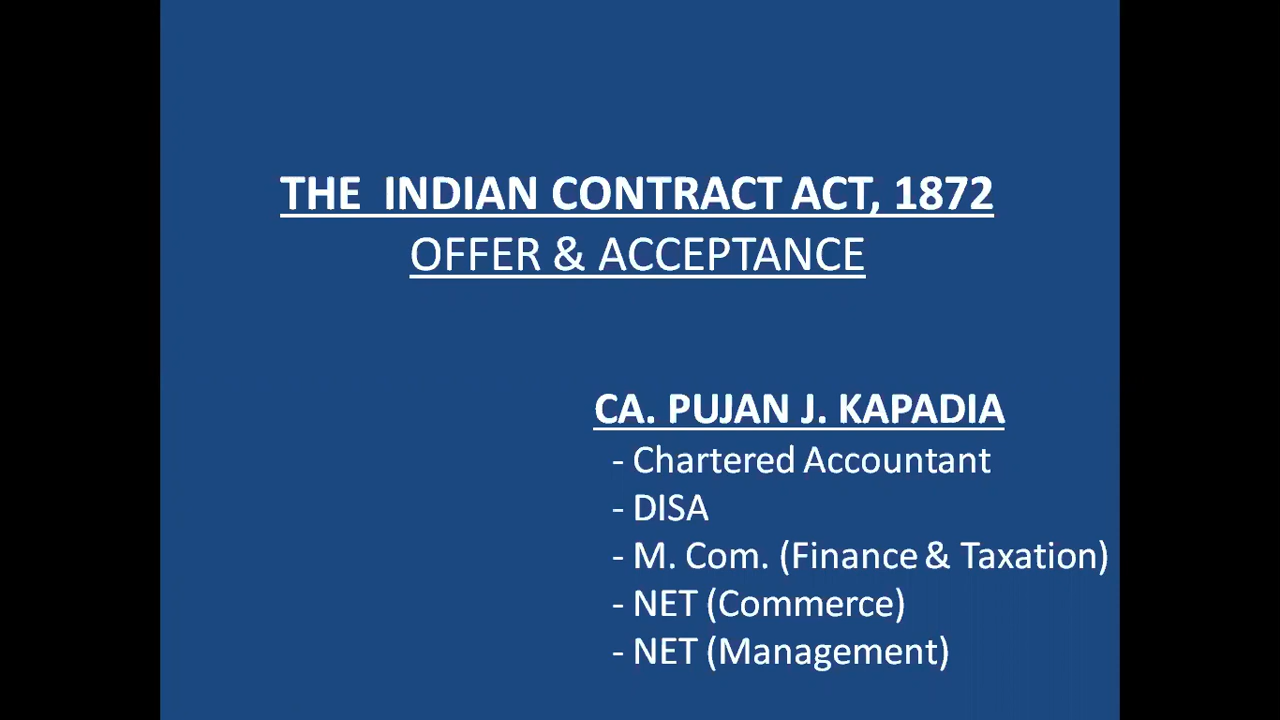 THE INDIAN CONTRACT ACT, 1872
OFFER & ACCEPTANCE
CA. PUJAN J. KAPADIA
- Chartered Accountant
- DISA
- M. Com. (Finance & Taxation)
- NET (Commerce)
- NET (Management)